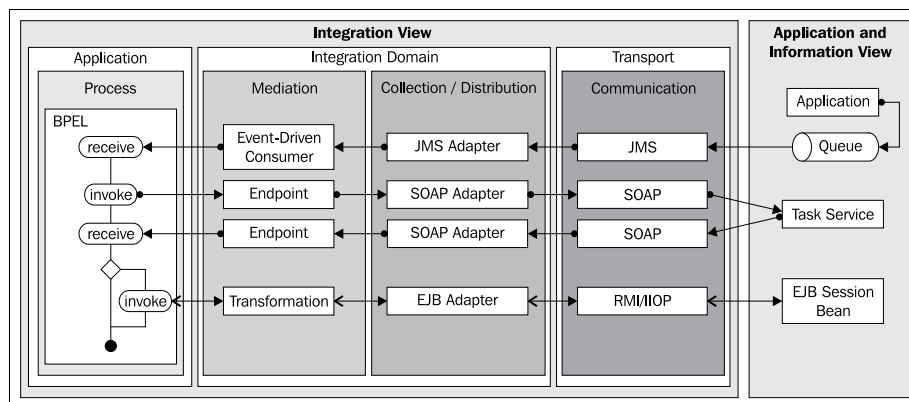 Integration View
Application and
Information View
Application
Integration Domain
Transport
Process
Mediation
Collection / Distribution
Communication
BPEL
Application
receive
Event-Driven
Consumer
JMS Adapter
JMS
Queue
invoke
Endpoint
SOAP Adapter
SOAP
Task Service
receive
Endpoint
SOAP Adapter
SOAP
invoke
Transformation
EJB Adapter
RMI/IIOP
EJB Session
Bean